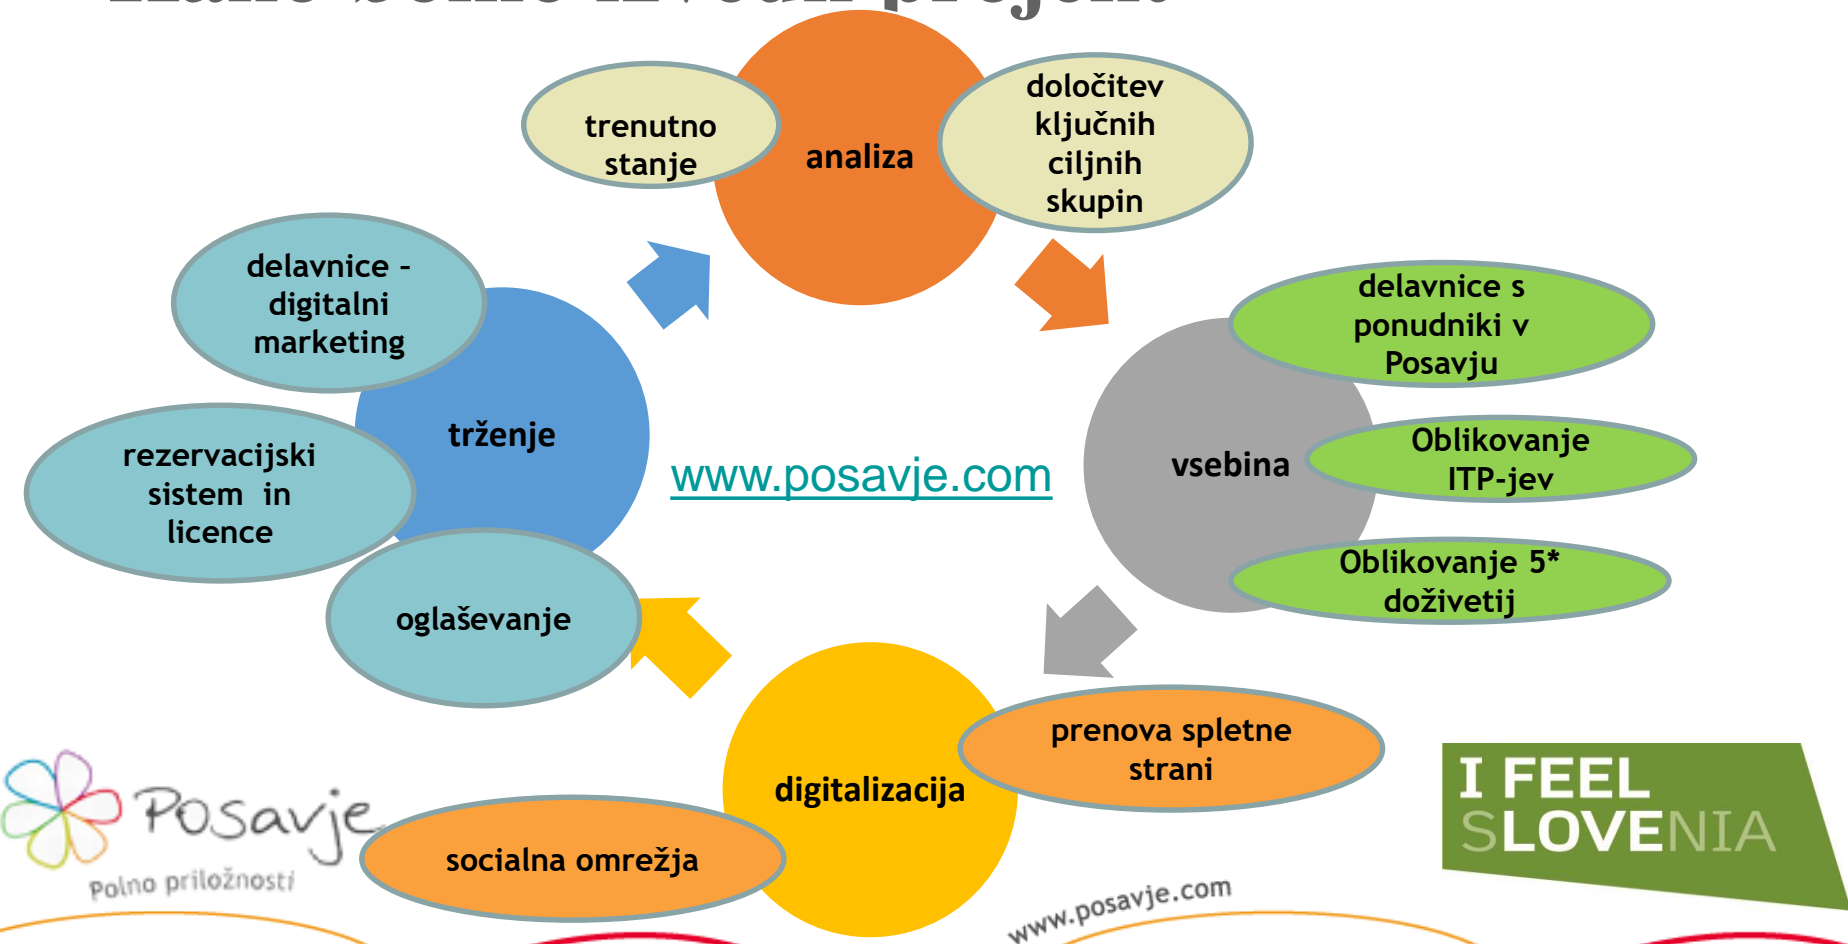 trenutno
stanje
analiza
določitev
ključnih
ciljnih
skupin
delavnice –
digitalni
marketing
delavnice s
ponudniki v
Posavju
trženje
rezervacijski
sistem in
licence
www.posavje.com
vsebina
Oblikovanje
ITP-jev
Oblikovanje 5*
doživetij
oglaševanje
prenova spletne
strani
digitalizacija
socialna omrežja
Posavje
Polno priložnosti
www.posavje.com
I FEEL
SLOVENIA